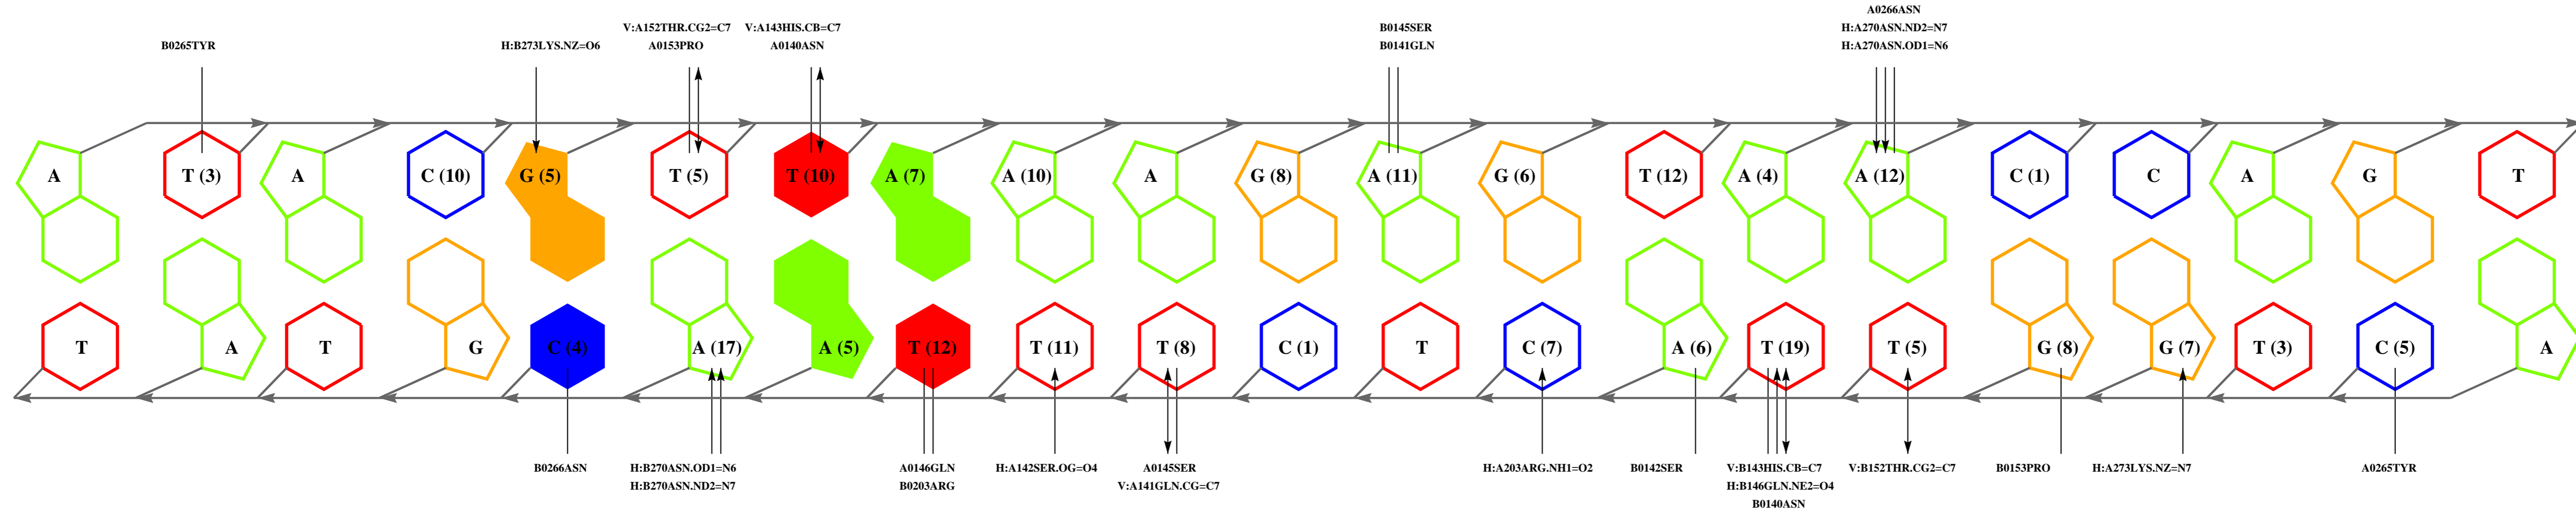 A0266ASN
V:A152THR.CG2=C7 V:A143HIS.CB=C7 B0145SER H:A270ASN.ND2=N7
B0265TYR H:B273LYS.NZ=O6 A0153PRO A0140ASN B0141GLN H:A270ASN.OD1=N6
A T (3) A C (10) G (5) T (5) T (10) A (7) A (10) A G (8) A (11) G (6) T (12) A (4) A (12) C (1) C A G T
T A T G C (4) A (17) A (5) T (12) T (11) T (8) C (1) T C (7) A (6) T (19) T (5) G (8) G (7) T (3) C (5) A
B0266ASN H:B270ASN.OD1=N6 A0146GLN H:A142SER.OG=O4 A0145SER H:A203ARG.NH1=O2 B0142SER V:B143HIS.CB=C7 V:B152THR.CG2=C7 B0153PRO H:A273LYS.NZ=N7 A0265TYR
H:B270ASN.ND2=N7 B0203ARG V:A141GLN.CG=C7 H:B146GLN.NE2=O4
B0140ASN